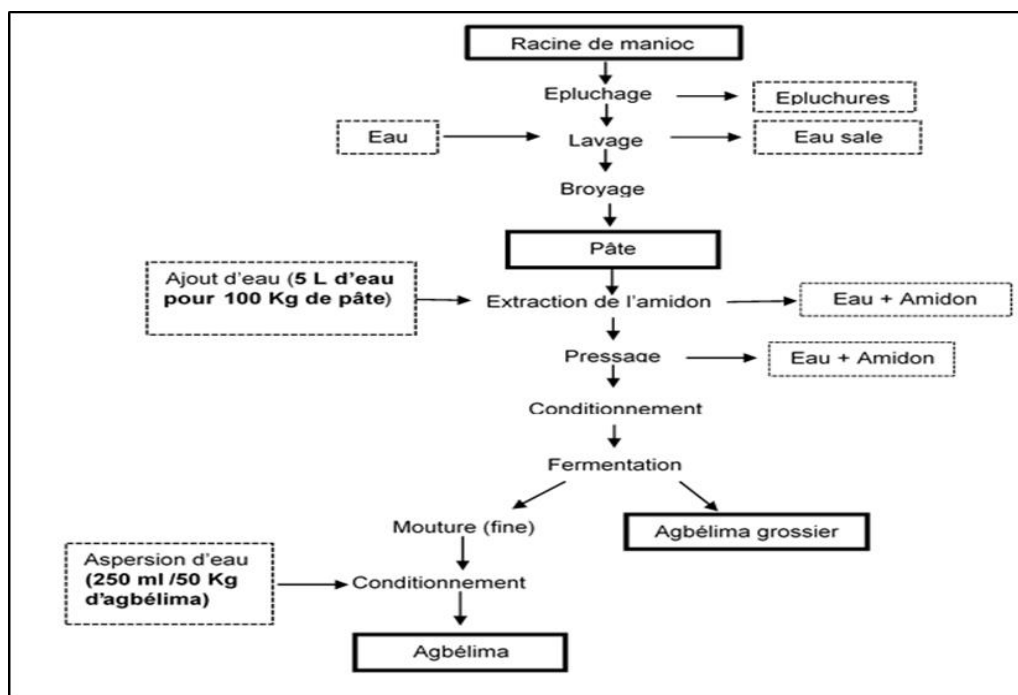 Racine de manioc
Epluchage
Epluchures
Eau
Lavage
Eau sale
Broyage
Pâte
Ajout d'eau (5 L d'eau
pour 100 Kg de pâte)
Extraction de l'amidon
Eau + Amidon
Pressage
Eau + Amidon
Conditionnement
Fermentation
Mouture (fine)
Agbélima grossier
Aspersion d'eau
(250 ml /50 Kg
d'agbélima)
Conditionnement
Agbélima